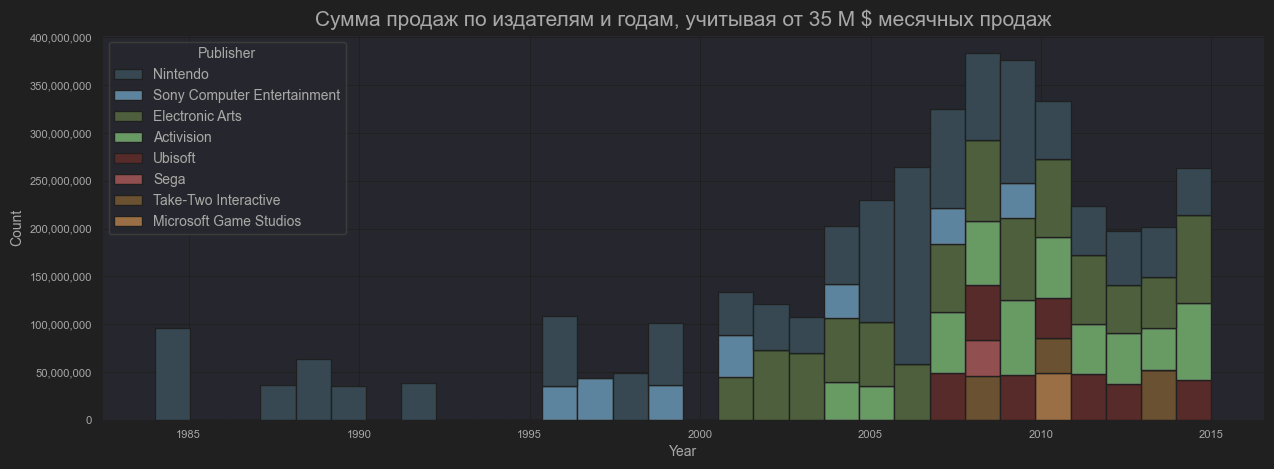 Сумма продаж по издателям и годам, учитывая от 35 M $ месячных продаж
400,000,000
350,000,000
300,000,000
250,000,000
200,000,000
150,000,000
100,000,000
50,000,000
0
Count
Publisher
Nintendo
Sony Computer Entertainment
Electronic Arts
Activision
Ubisoft
Sega
Take-Two Interactive
Microsoft Game Studios
1985
1990
1995
2000
2005
2010
2015
Year